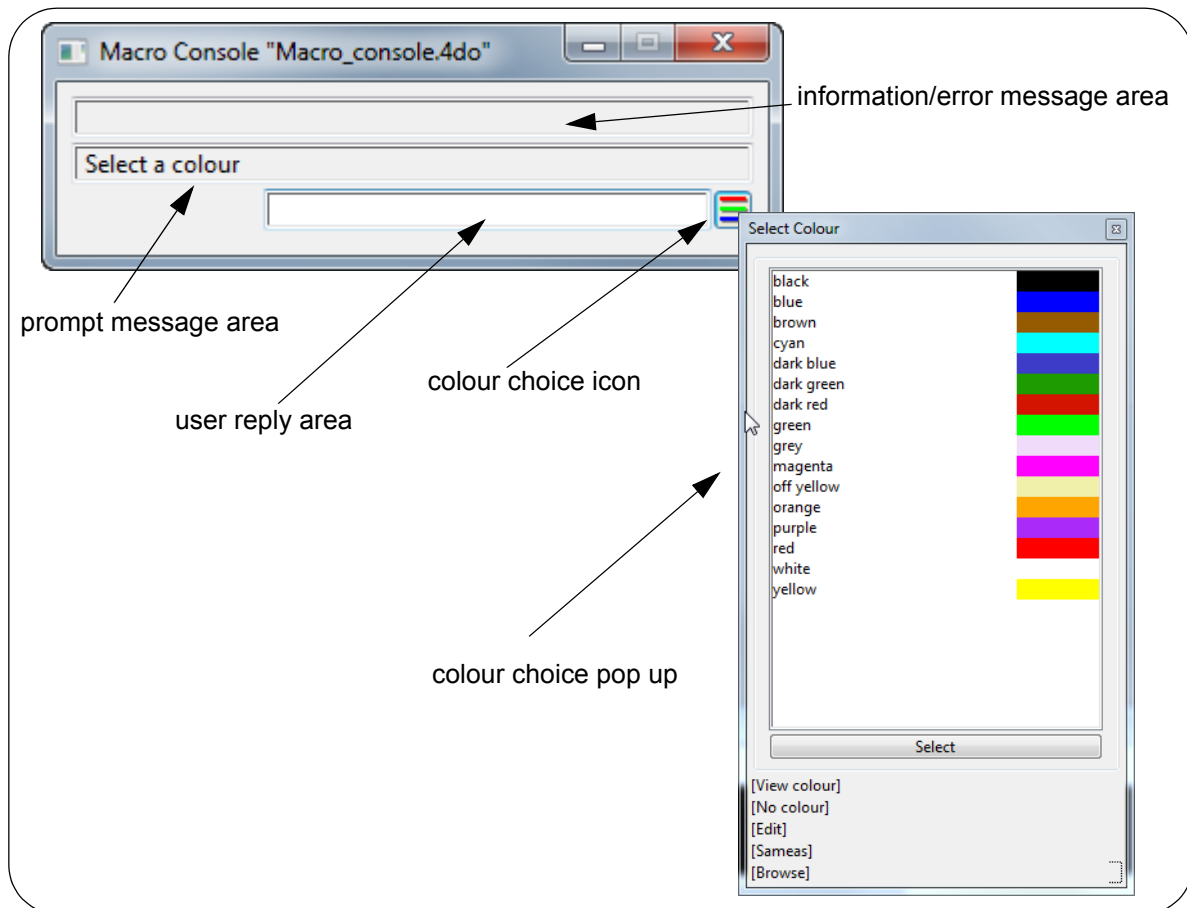 Macro Console "Macro_console.4do"
information/error message area
Select a colour
prompt message area
user reply area
colour choice icon
colour choice pop up
Select Colour
black
blue
brown
cyan
dark blue
dark green
dark red
green
grey
magenta
off yellow
orange
purple
red
white
yellow
Select
[View colour]
[No colour]
[Edit]
[Sameas]
[Browse]